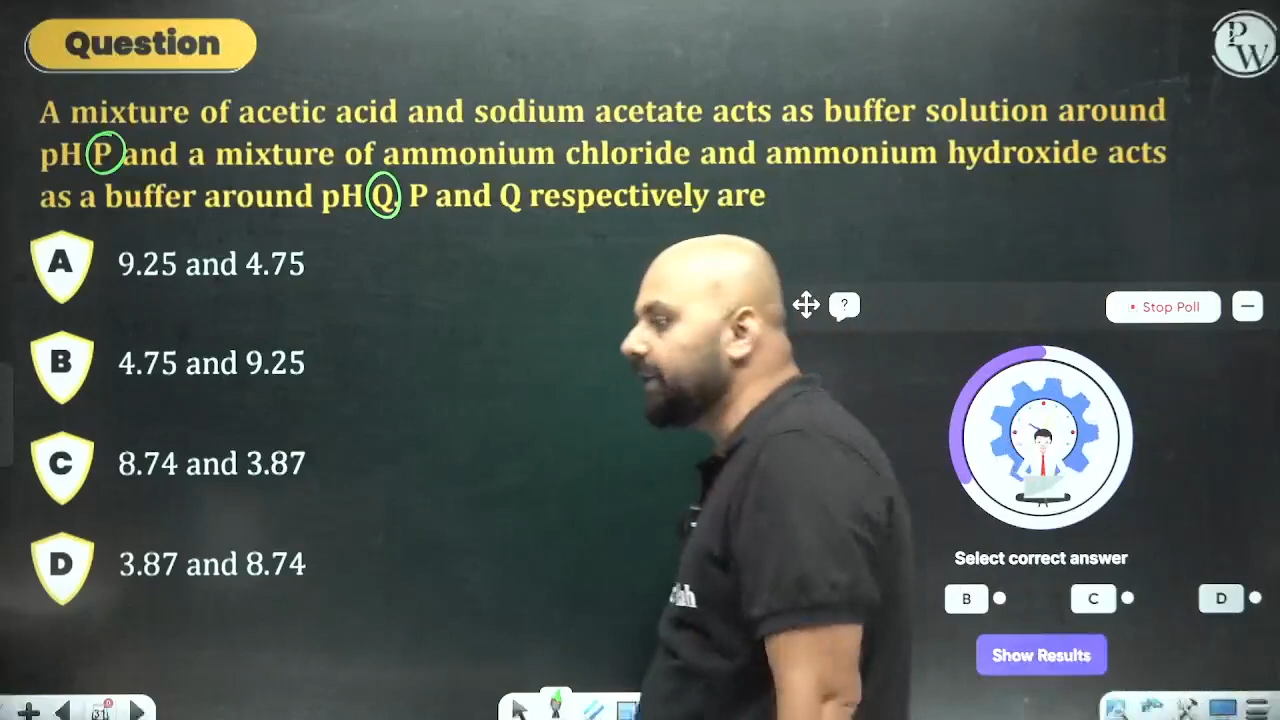 Question
PW
A mixture of acetic acid and sodium acetate acts as buffer solution around
pH P and a mixture of ammonium chloride and ammonium hydroxide acts
as a buffer around pH Q. P and Q respectively are
A 9.25 and 4.75
B 4.75 and 9.25
C 8.74 and 3.87
D 3.87 and 8.74
?
Stop Poll
Select correct answer
B
C
D
Show Results
31